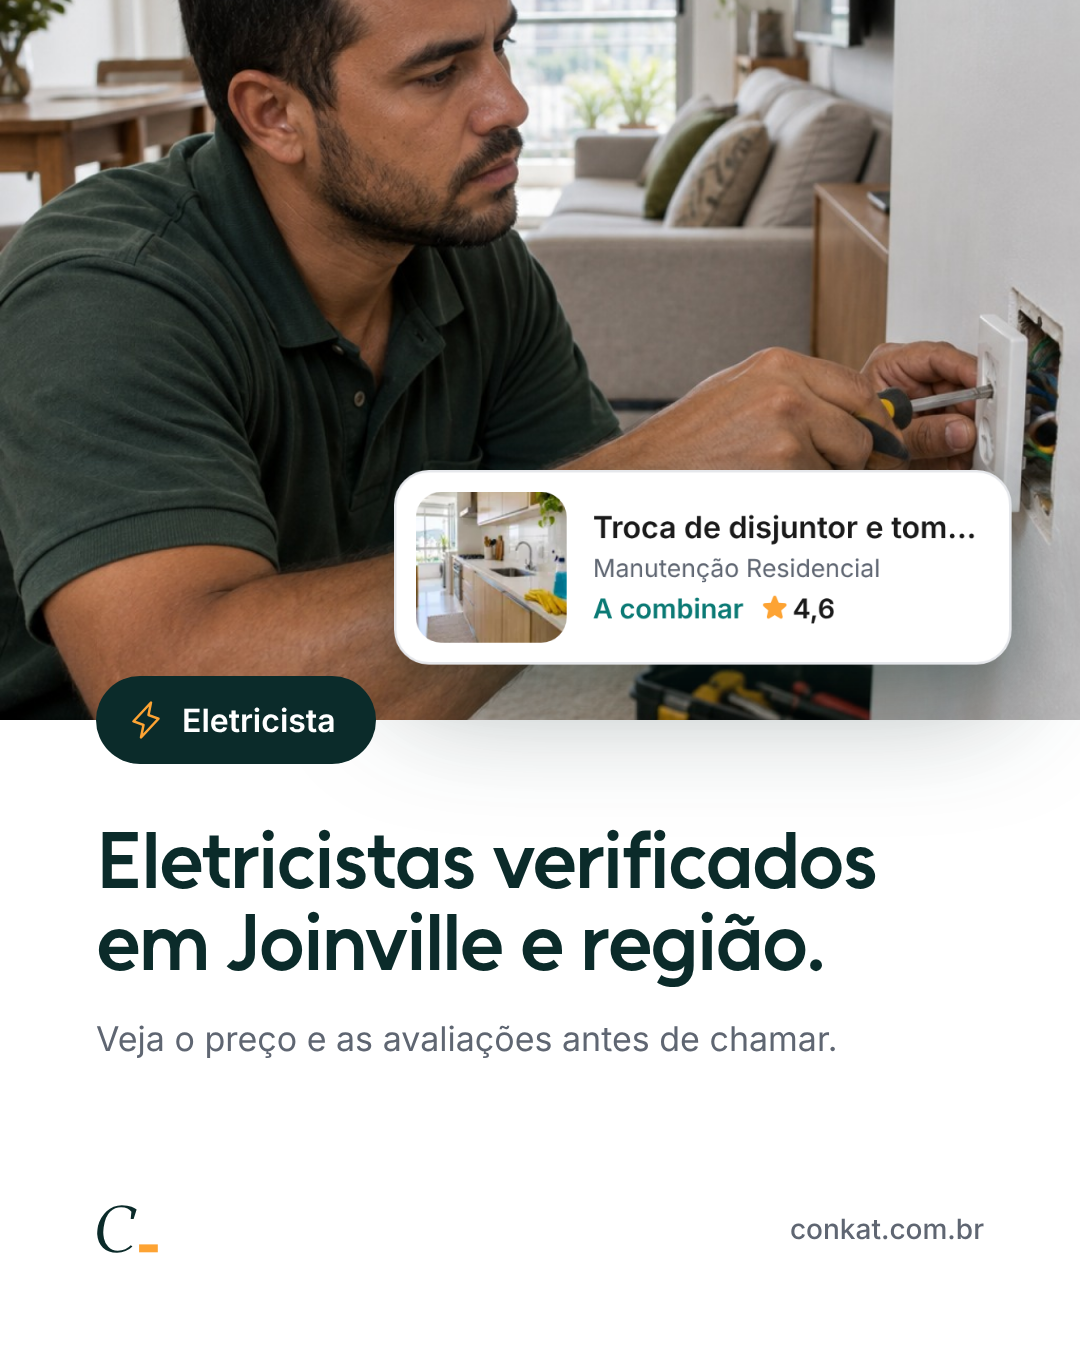 Troca de disjuntor e tom...
Manutenção Residencial
A combinar 4,6
Eletricista
Eletricistas verificados
em Joinville e região.
Veja o preço e as avaliações antes de chamar.
C
conkat.com.br